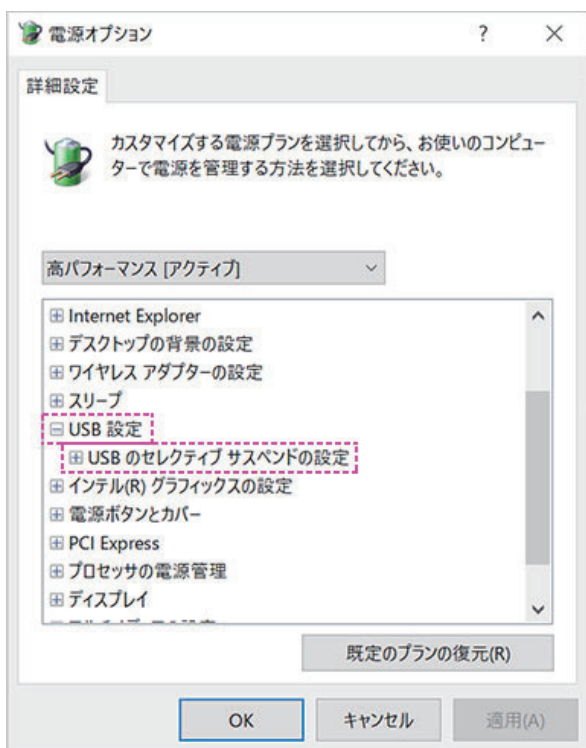 電源オプション
詳細設定
カスタマイズする電源プランを選択してから、お使いのコンピュー
ターで電源を管理する方法を選択してください。
高パフォーマンス [アクティブ]
Internet Explorer
デスクトップの背景の設定
ワイヤレス アダプターの設定
スリープ
USB 設定
USB のセレクティブ サスペンドの設定
インテル(R) グラフィックスの設定
電源ボタンとカバー
PCI Express
プロセッサの電源管理
ディスプレイ
既定のプランの復元(R)
OK キャンセル 適用(A)